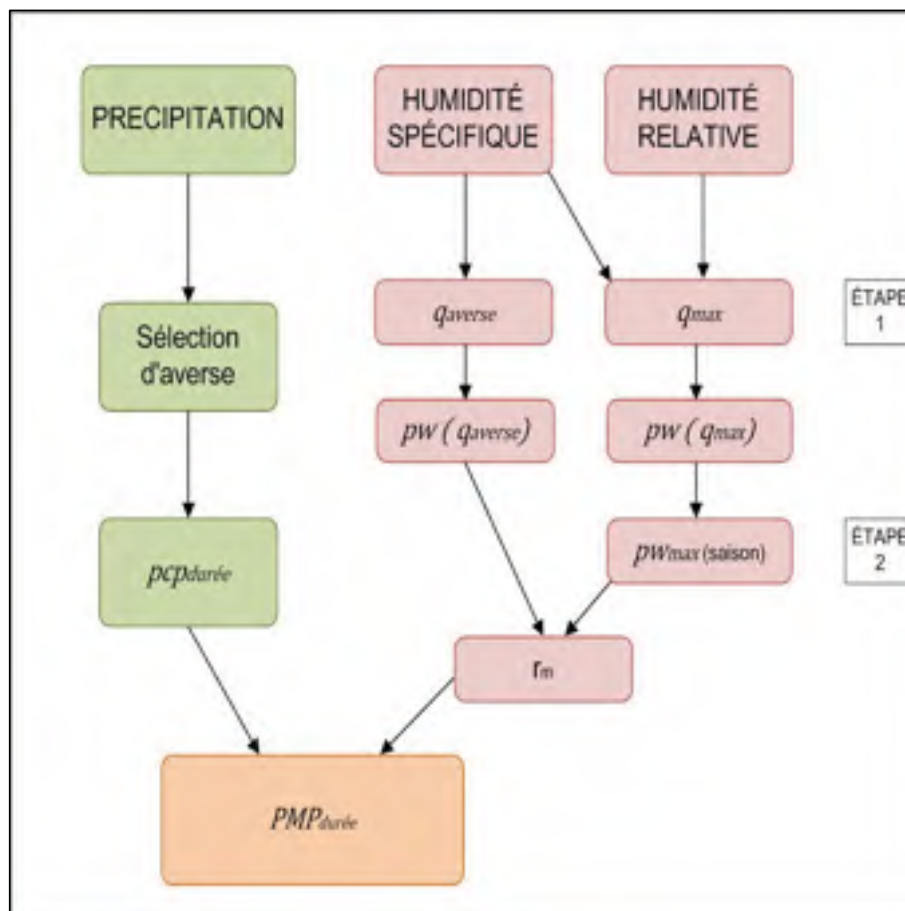 PRECIPITATION
HUMIDITÉ
SPÉCIFIQUE
HUMIDITÉ
RELATIVE
qaverse
qmax
ÉTAPE
1
Sélection
d'averse
pw ( qaverse )
pw ( qmax )
pcpdurée
pwmax (saison)
ÉTAPE
2
rm
PMPdurée